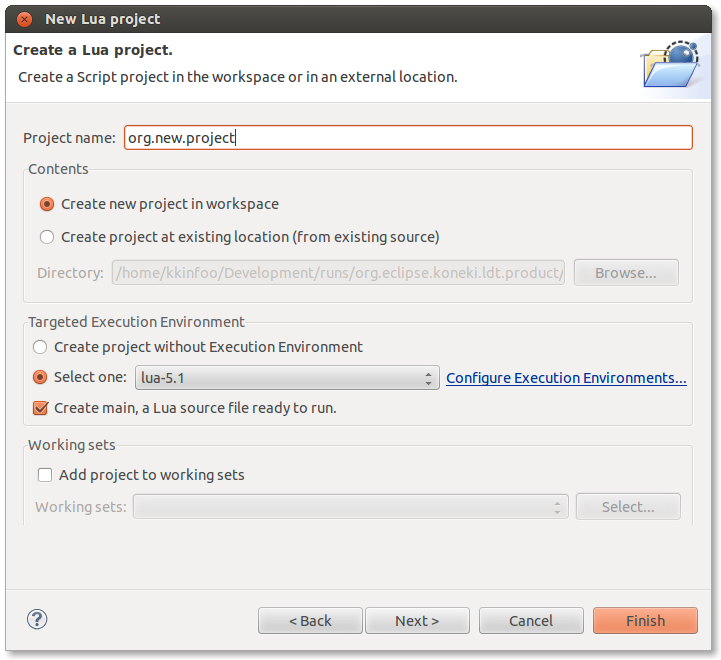 New Lua project
Create a Lua project.
Create a Script project in the workspace or in an external location.
Project name: org.new.project
Contents
Create new project in workspace
Create project at existing location (from existing source)
Directory: /home/kkinfoo/Development/runs/org.eclipse.koneki.ldt.product/ Browse...
Targeted Execution Environment
Create project without Execution Environment
Select one: lua-5.1 Configure Execution Environments...
Create main, a Lua source file ready to run.
Working sets
Add project to working sets
Working sets: Select...
? < Back Next > Cancel Finish